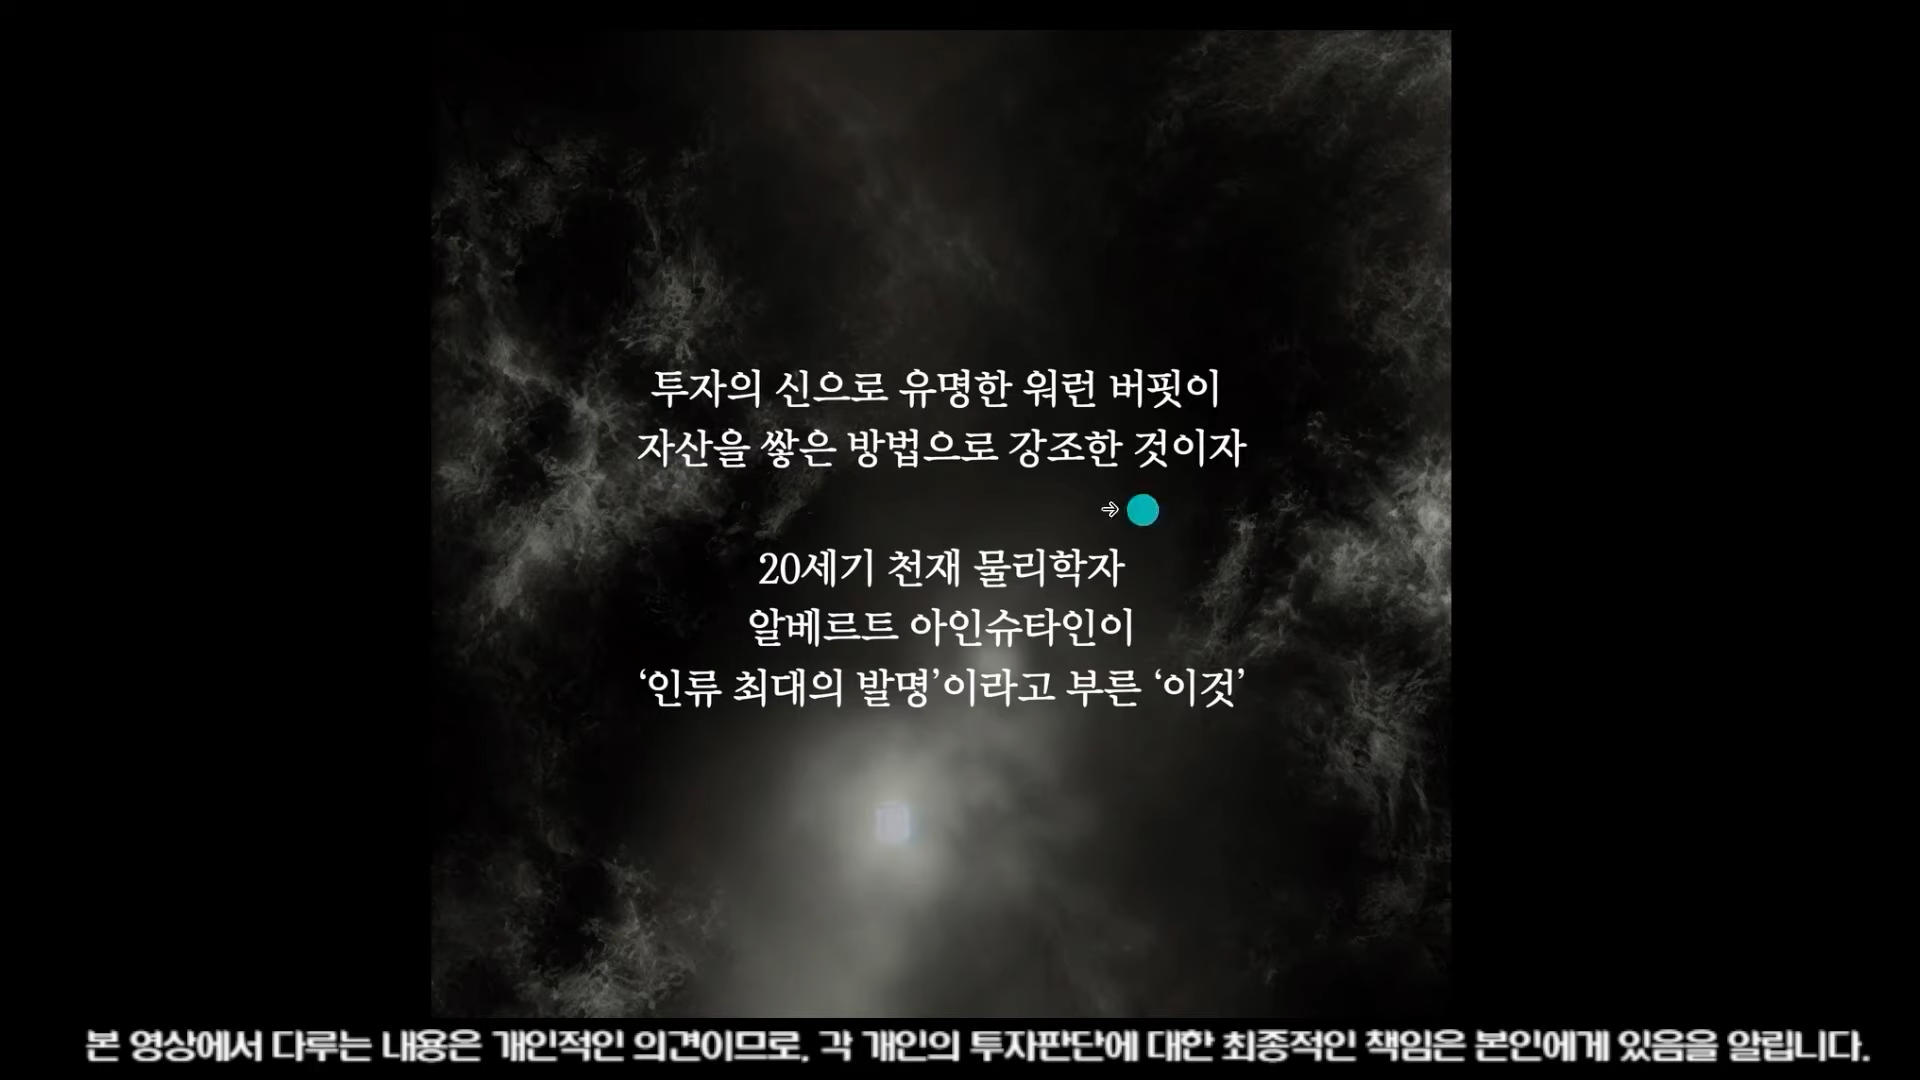 투자의 신으로 유명한 워런 버핏이
자산을 쌓은 방법으로 강조한 것이자
20세기 천재 물리학자
알베르트 아인슈타인이
‘인류 최대의 발명’이라고 부른 ‘이것’
본 영상에서 다루는 내용은 개인적인 의견이므로, 각 개인의 투자판단에 대한 최종적인 책임은 본인에게 있음을 알립니다.